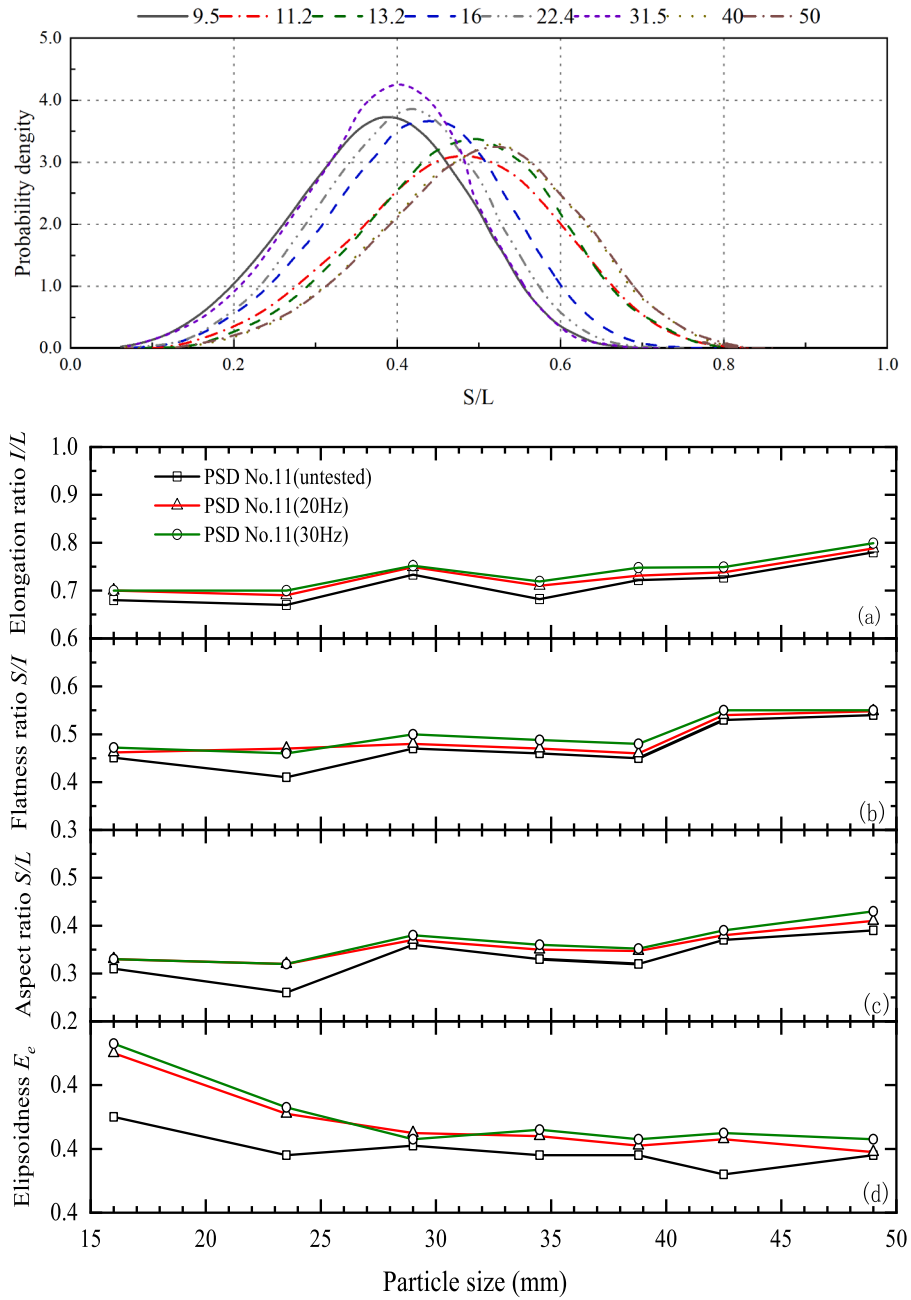 9.5 11.2 13.2 16 22.4 31.5 40 50
5.0
4.0
3.0
2.0
1.0
0.0
Probability dengity
0.0 0.2 0.4 0.6 0.8 1.0
S/L
Elongation ratio I/L
1.0
0.9
0.8
0.7
0.6
PSD No.11(untested)
PSD No.11(20Hz)
PSD No.11(30Hz)
(a)
Flatness ratio S/I
0.6
0.5
0.4
0.3
(b)
Aspect ratio S/L
0.5
0.4
0.3
0.2
(c)
Elipsoidness Ee
0.4
0.4
0.4
(d)
15 20 25 30 35 40 45 50
Particle size (mm)